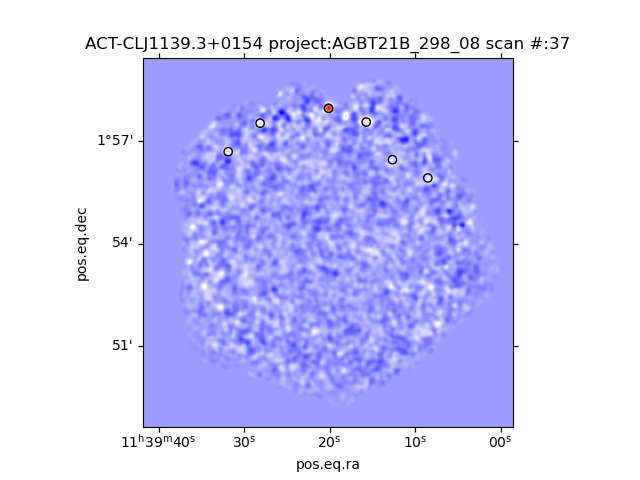 ACT-CLJ1139.3+0154 project:AGBT21B_298_08 scan #:37
1°57'
54'
51'
pos.eq.dec
11ʰ39ᵐ40ˢ 30ˢ 20ˢ 10ˢ 00ˢ
pos.eq.ra